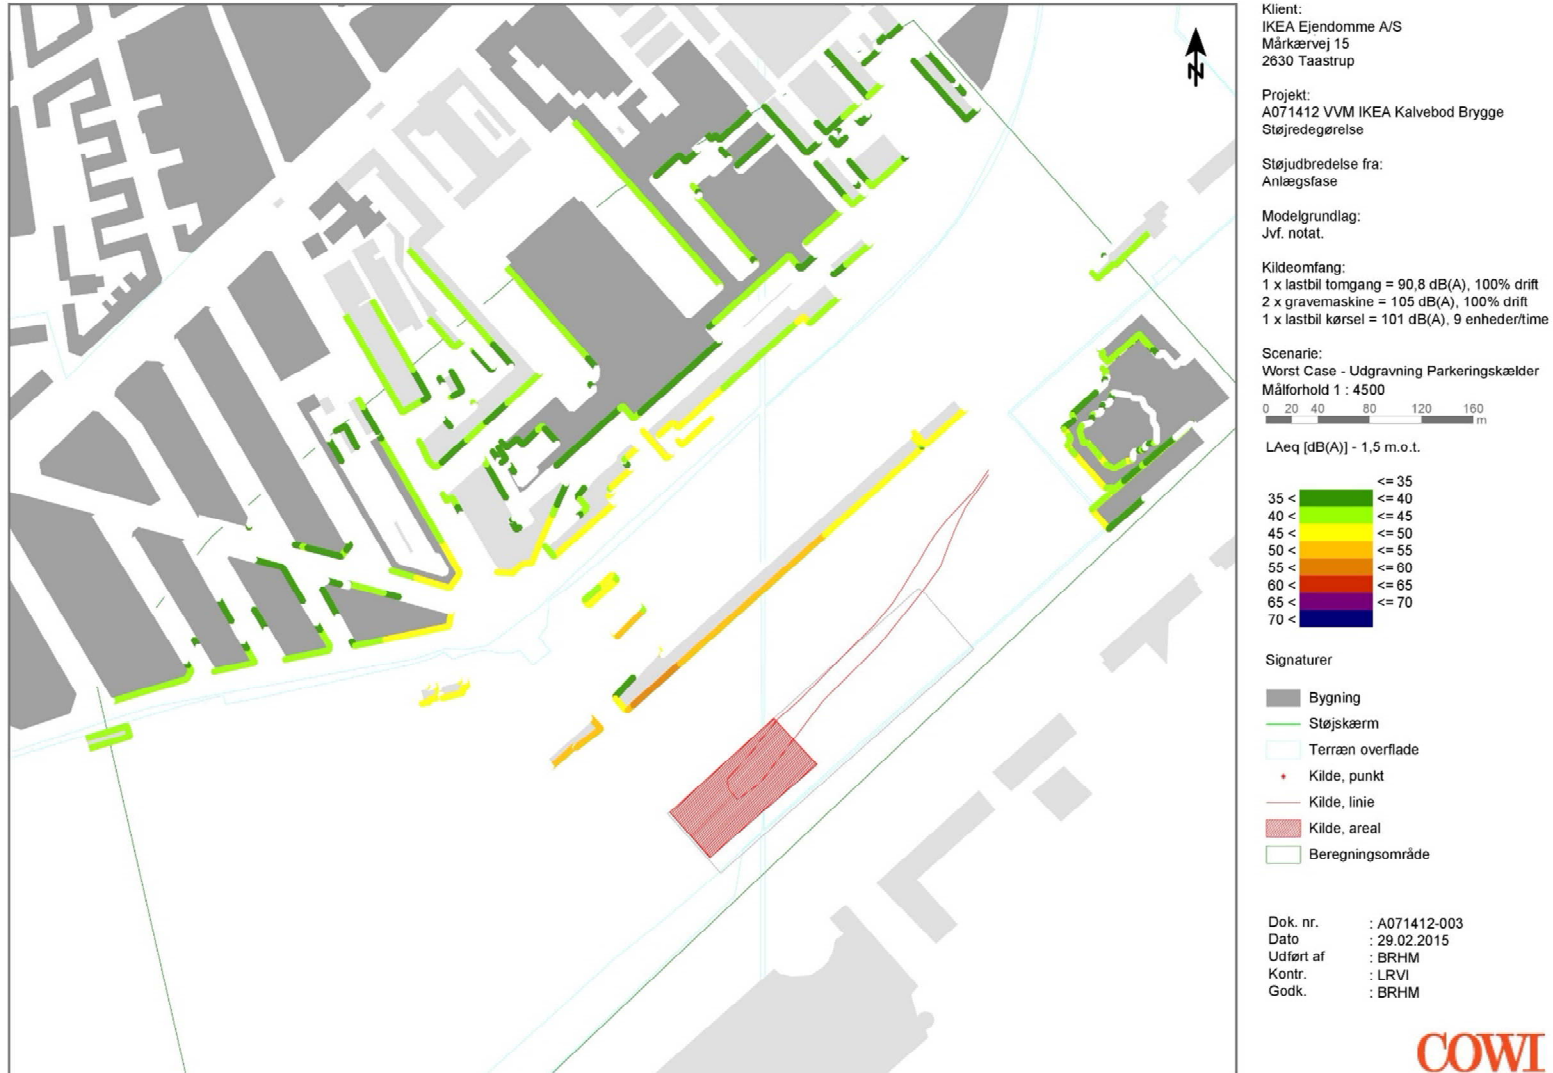 N
Klient:
IKEA Ejendomme A/S
Mårkærvej 15
2630 Taastrup
Projekt:
A071412 VVM IKEA Kalvebod Brygge
Støjredegørelse
Støjudbredelse fra:
Anlægsfase
Modelgrundlag:
Jvf. notat.
Kildeomfang:
1 x lastbil tomgang = 90,8 dB(A), 100% drift
2 x gravemaskine = 105 dB(A), 100% drift
1 x lastbil kørsel = 101 dB(A), 9 enheder/time
Scenarie:
Worst Case - Udgravning Parkeringskælder
Målforhold 1 : 4500
0 20 40 80 120 160
m
LAeq [dB(A)] - 1,5 m.o.t.
<= 35
35 < <= 40
40 < <= 45
45 < <= 50
50 < <= 55
55 < <= 60
60 < <= 65
65 < <= 70
70 <
Signaturer
Bygning
Støjskærm
Terræn overflade
Kilde, punkt
Kilde, linie
Kilde, areal
Beregningsområde
Dok. nr. : A071412-003
Dato : 29.02.2015
Udført af : BRHM
Kontr. : LRVI
Godk. : BRHM
COWI